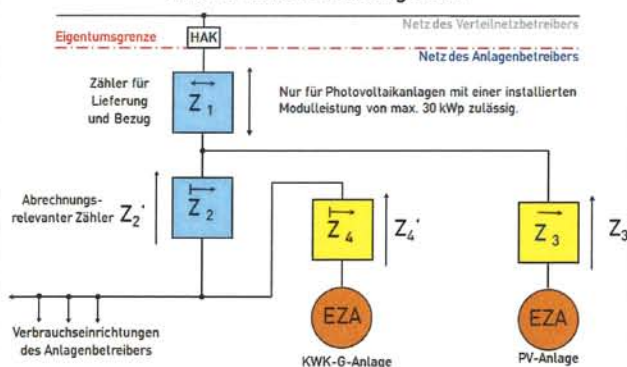 Netz des Verteilnetzbetreibers
Eigentumsgrenze
HAK
Netz des Anlagenbetreibers
Zähler für
Lieferung
und Bezug
Z1
Nur für Photovoltaikanlagen mit einer installierten
Modulleistung von max. 30 kWp zulässig.
Abrechnungs-
relevanter Zähler Z2'
Z2
Z4
Z4'
Z3
Z3
Verbrauchseinrichtungen
des Anlagenbetreibers
EZA
KWK-G-Anlage
EZA
PV-Anlage